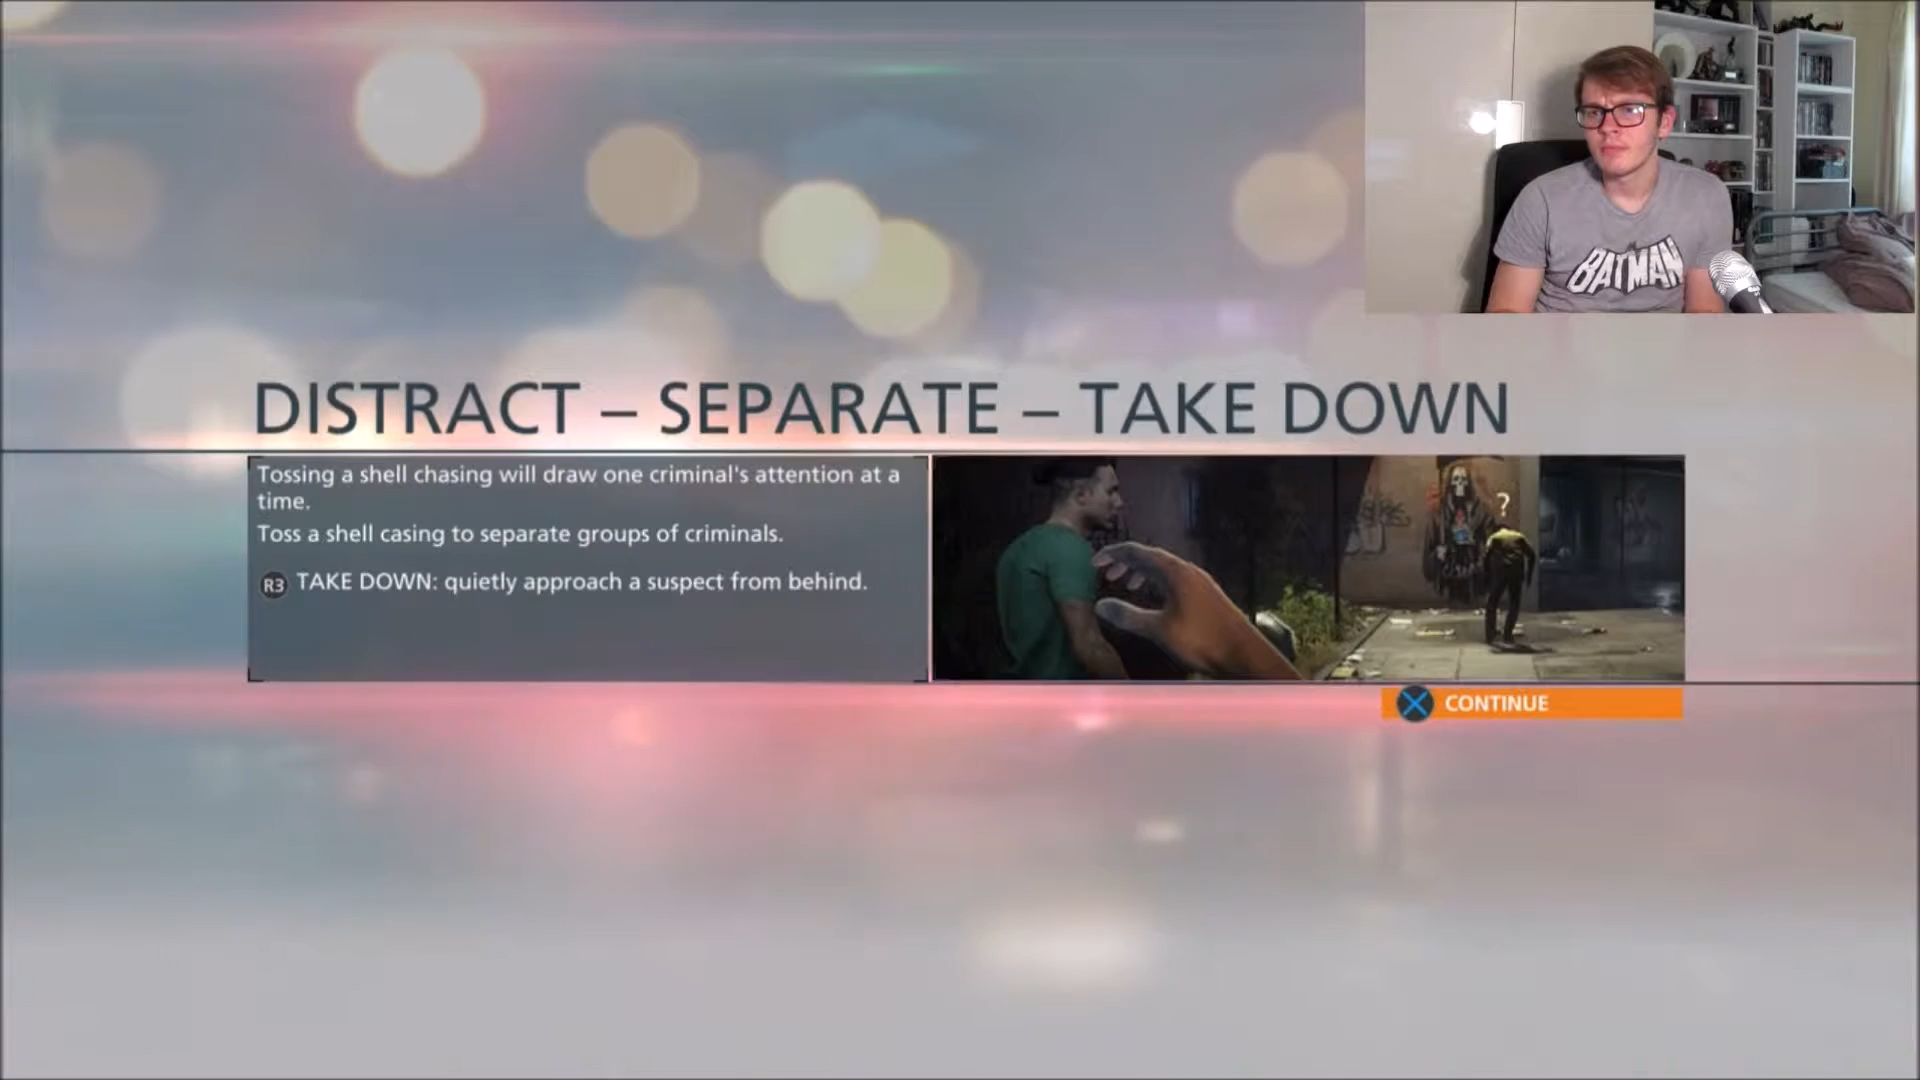 BATMAN
DISTRACT – SEPARATE – TAKE DOWN
Tossing a shell chasing will draw one criminal's attention at a
time.
Toss a shell casing to separate groups of criminals.
R3 TAKE DOWN: quietly approach a suspect from behind.
?
CONTINUE